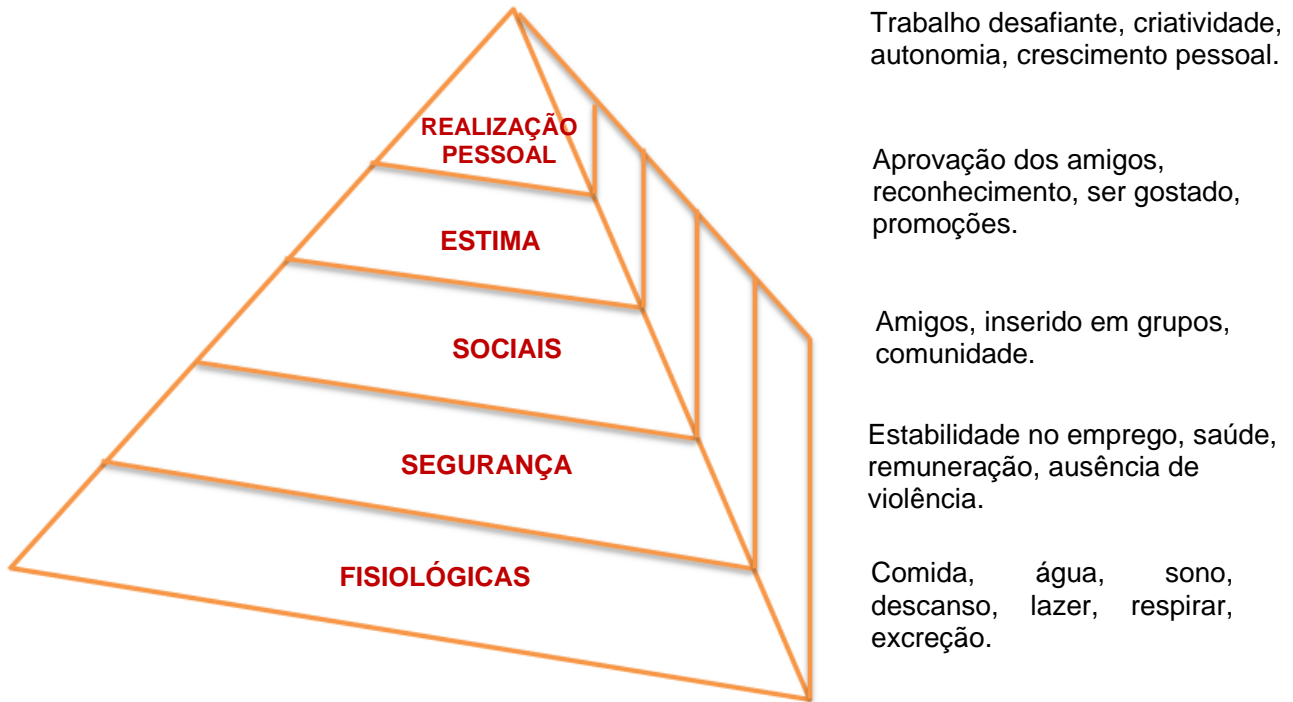 Trabalho desafiante, criatividade,
autonomia, crescimento pessoal.
REALIZAÇÃO
PESSOAL
Aprovação dos amigos,
reconhecimento, ser gostado,
promoções.
ESTIMA
Amigos, inserido em grupos,
comunidade.
SOCIAIS
Estabilidade no emprego, saúde,
remuneração, ausência de
violência.
SEGURANÇA
Comida, água, sono,
descanso, lazer, respirar,
excreção.
FISIOLÓGICAS